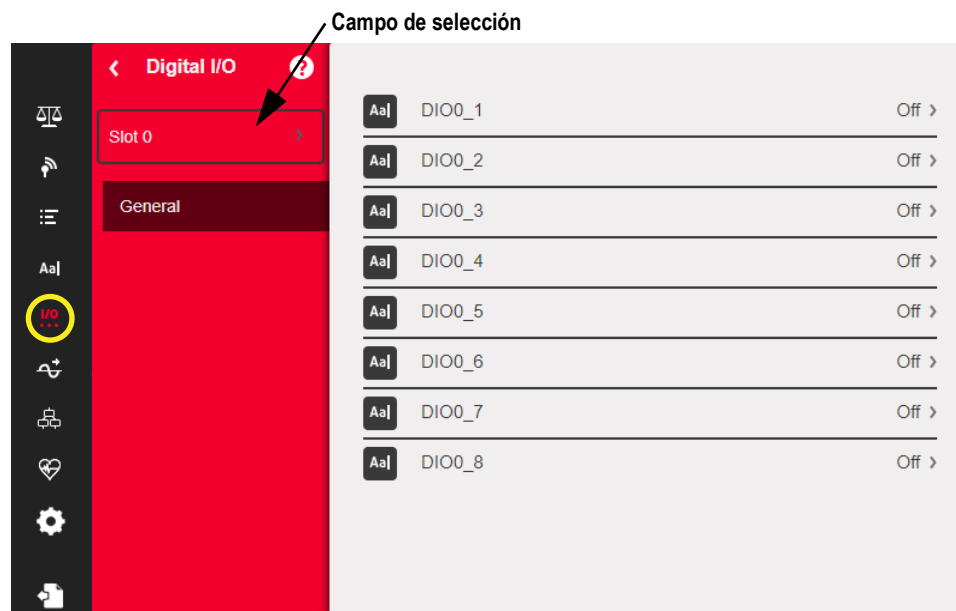 Campo de selección
Digital I/O ?
Slot 0
General
Aa|
I/O
Aa| DIO0_1 Off
Aa| DIO0_2 Off
Aa| DIO0_3 Off
Aa| DIO0_4 Off
Aa| DIO0_5 Off
Aa| DIO0_6 Off
Aa| DIO0_7 Off
Aa| DIO0_8 Off